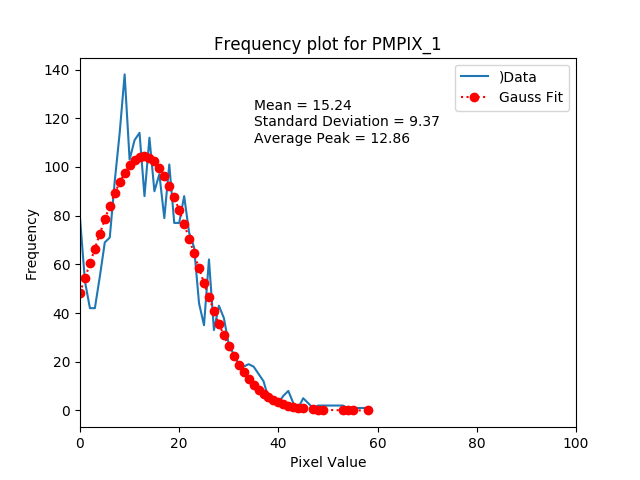 Frequency plot for PMPIX_1
)Data
Gauss Fit
Mean = 15.24
Standard Deviation = 9.37
Average Peak = 12.86
Frequency
140
120
100
80
60
40
20
0
0 20 40 60 80 100
Pixel Value